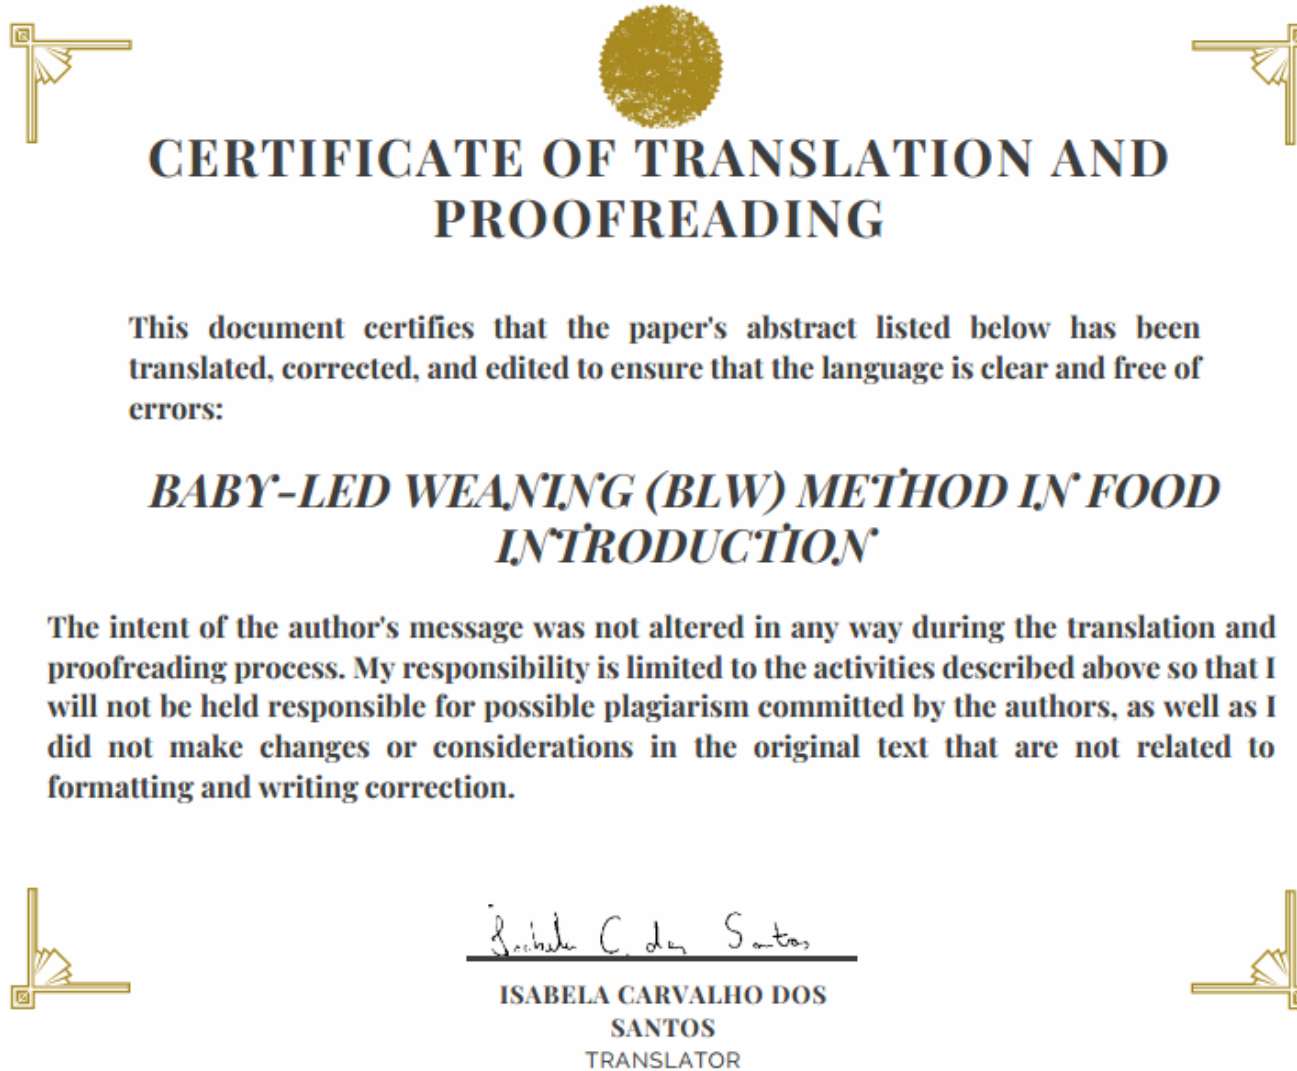 CERTIFICATE OF TRANSLATION AND
PROOFREADING
This document certifies that the paper's abstract listed below has been
translated, corrected, and edited to ensure that the language is clear and free of
errors:
BABY-LED WEANING (BLW) METHOD IN FOOD
INTRODUCTION
The intent of the author's message was not altered in any way during the translation and
proofreading process. My responsibility is limited to the activities described above so that I
will not be held responsible for possible plagiarism committed by the authors, as well as I
did not make changes or considerations in the original text that are not related to
formatting and writing correction.
Isabela C. dos Santos
ISABELA CARVALHO DOS
SANTOS
TRANSLATOR